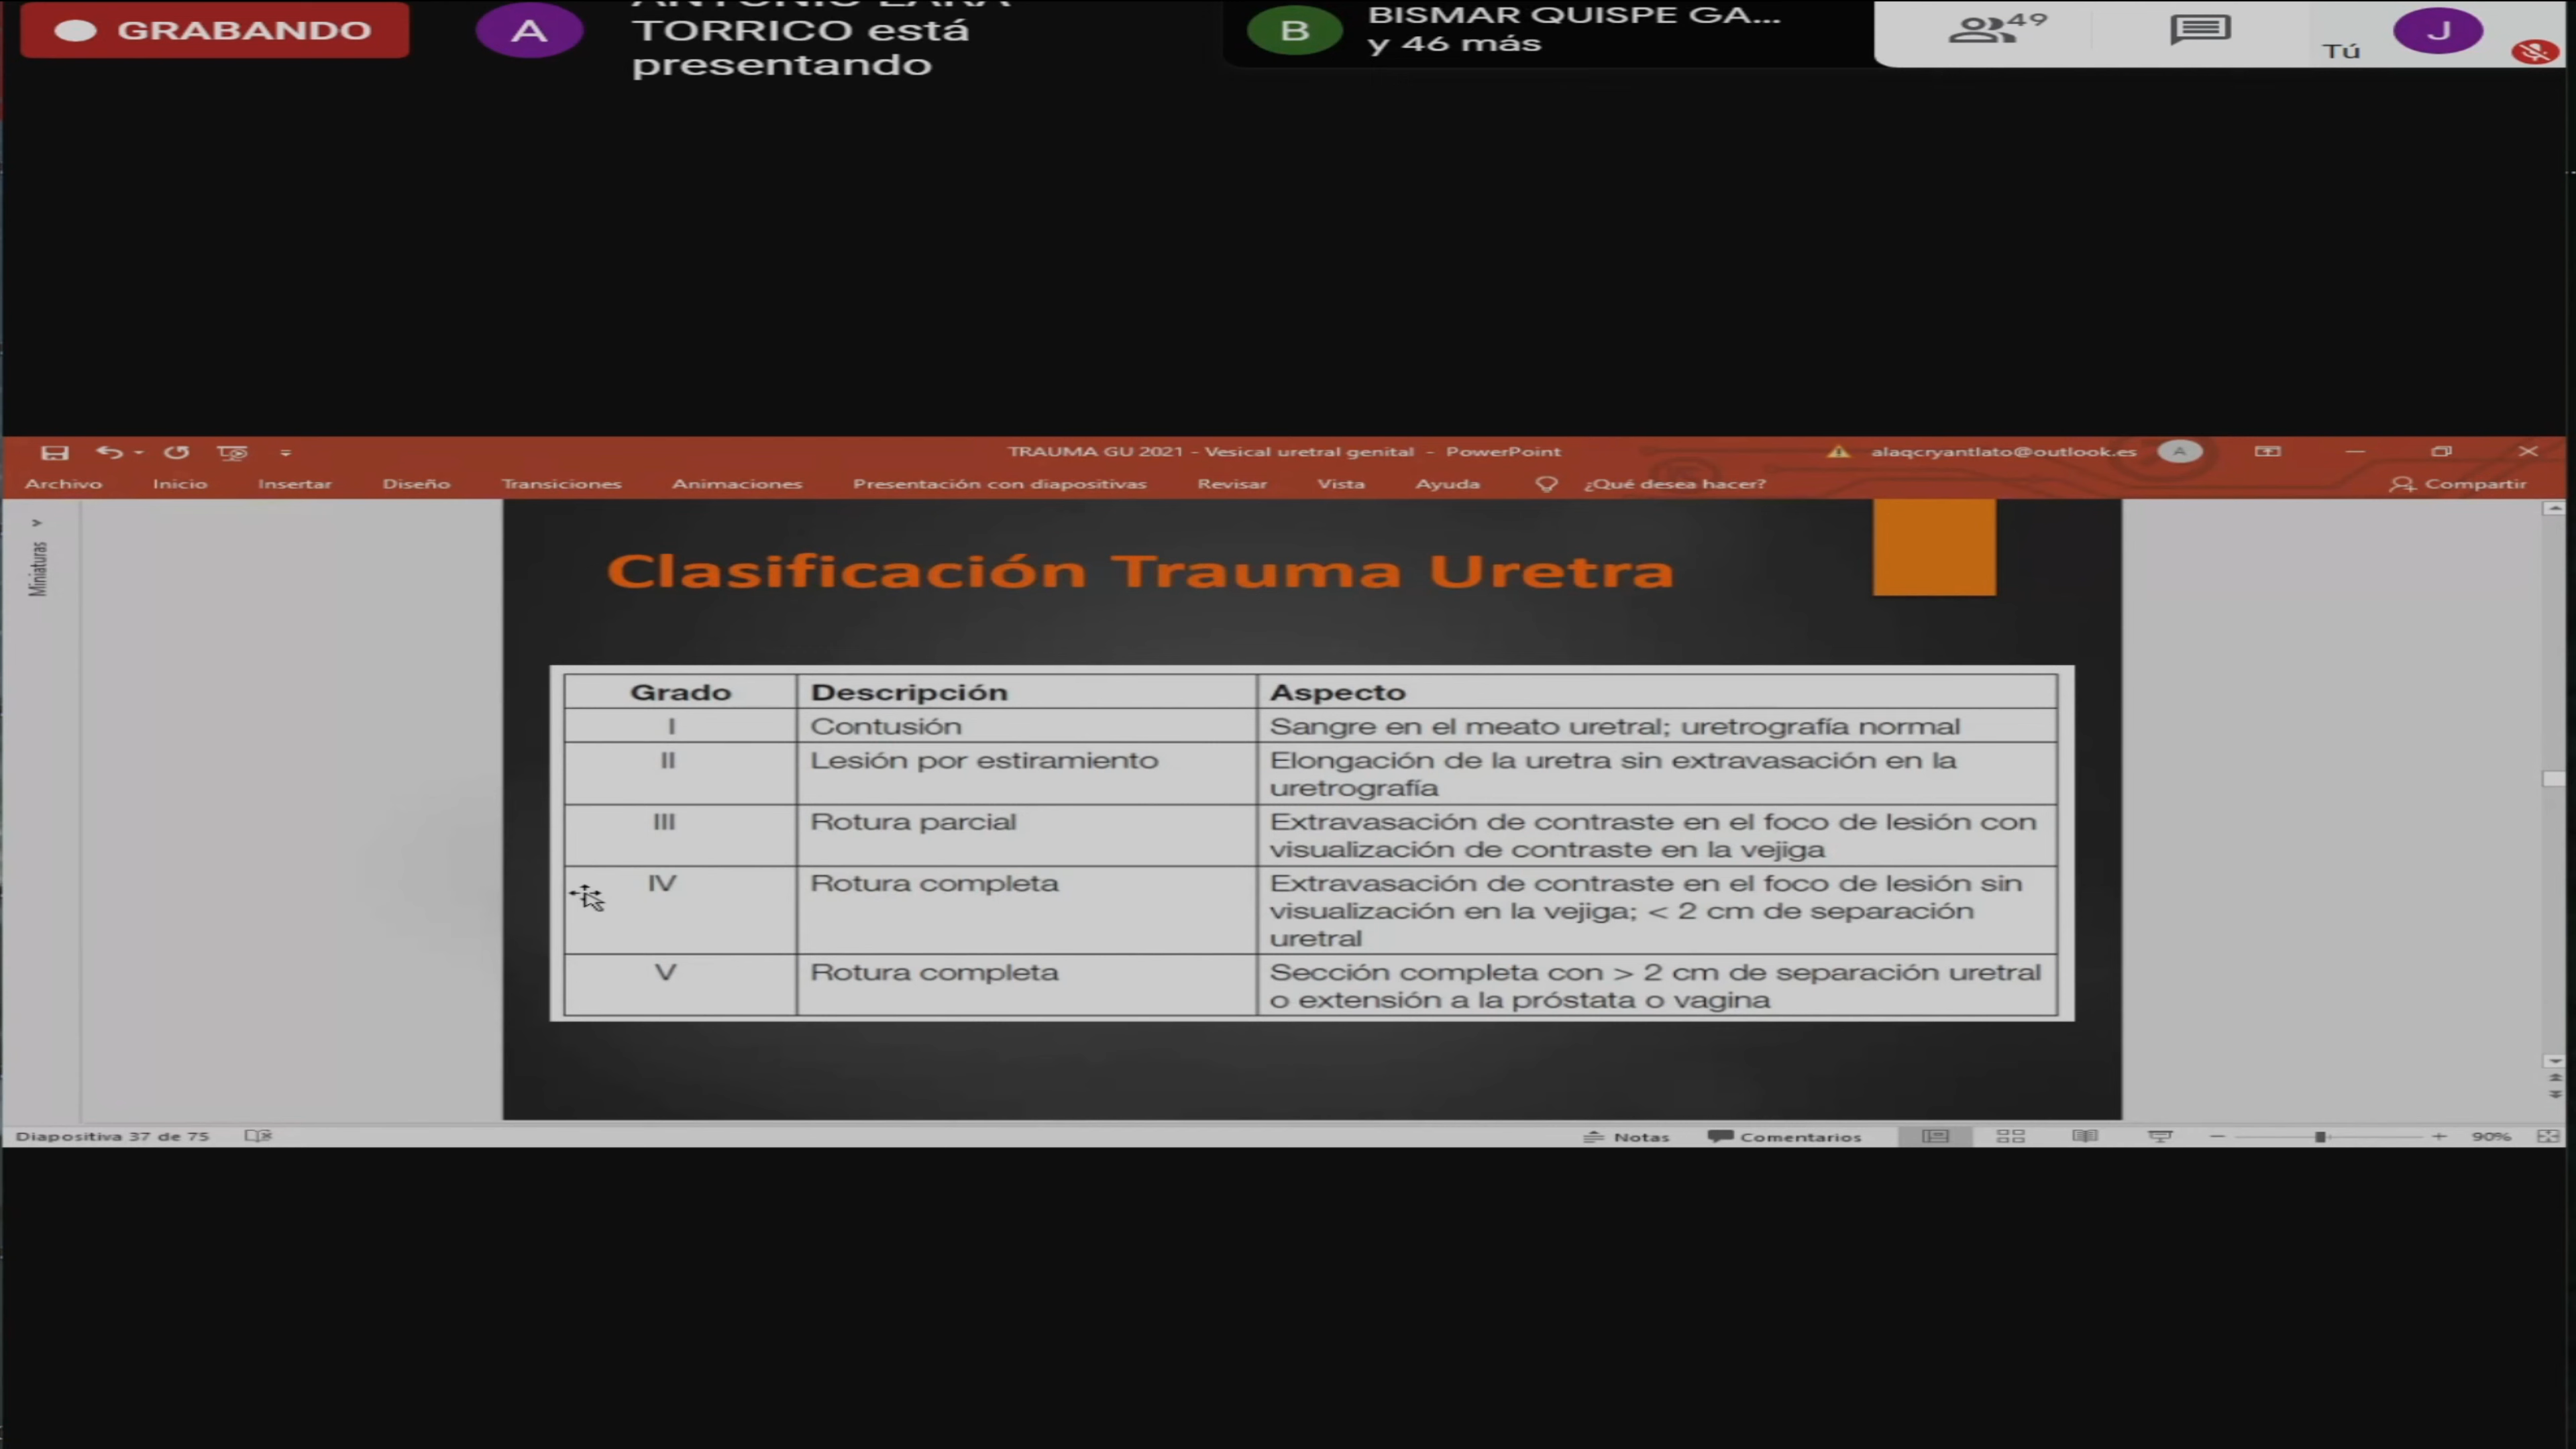 GRABANDO
A
TORRICO está
presentando
B
BISMAR QUISPE GA...
y 46 más
49
Tú
J
TRAUMA GU 2021 - Vesical uretral genital - PowerPoint
alaqcryantlato@outlook.es
A
Archivo Inicio Insertar Diseño Transiciones Animaciones Presentación con diapositivas Revisar Vista Ayuda ¿Qué desea hacer? Compartir
Miniaturas
Clasificación Trauma Uretra
Grado Descripción Aspecto
I Contusión Sangre en el meato uretral; uretrografía normal
II Lesión por estiramiento Elongación de la uretra sin extravasación en la
uretrografía
III Rotura parcial Extravasación de contraste en el foco de lesión con
visualización de contraste en la vejiga
IV Rotura completa Extravasación de contraste en el foco de lesión sin
visualización en la vejiga; < 2 cm de separación
uretral
V Rotura completa Sección completa con > 2 cm de separación uretral
o extensión a la próstata o vagina
Diapositiva 37 de 75
Notas Comentarios 90%